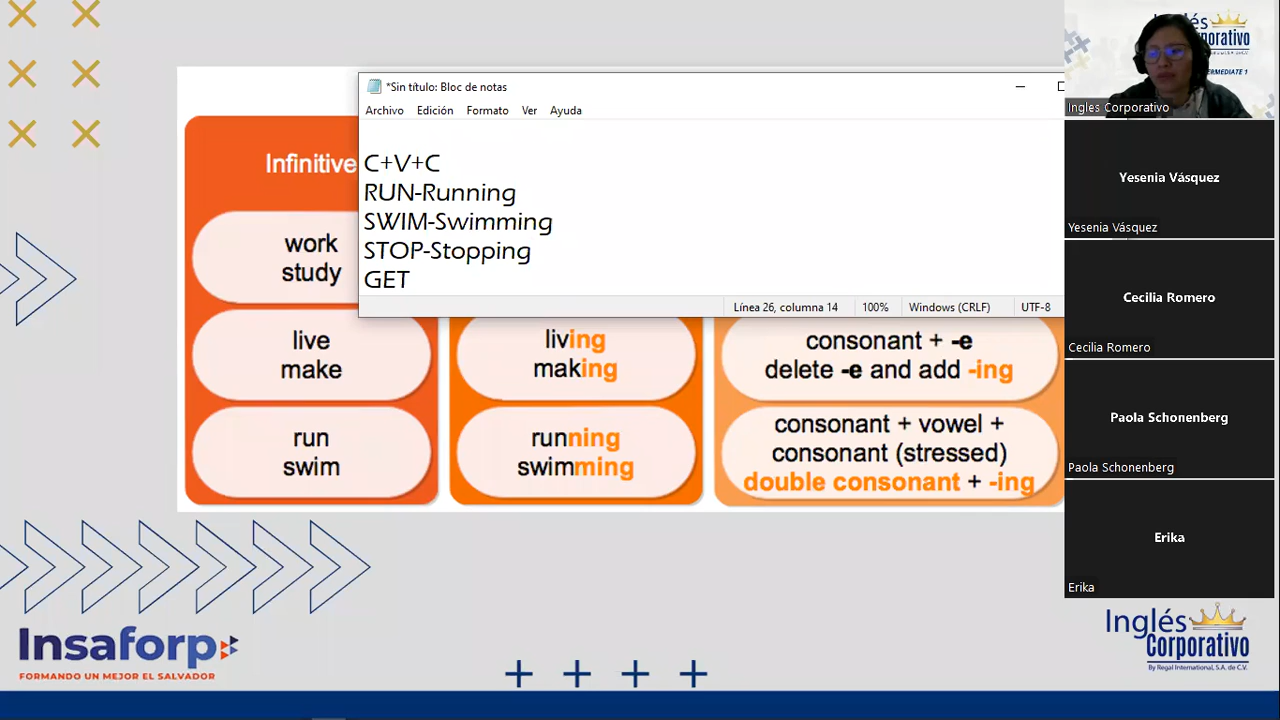 *Sin título: Bloc de notas
Archivo Edición Formato Ver Ayuda
C+V+C
RUN-Running
SWIM-Swimming
STOP-Stopping
GET
Línea 26, columna 14 100% Windows (CRLF) UTF-8
Infinitive
work
study
live
make
living
making
consonant + -e
delete -e and add -ing
run
swim
running
swimming
consonant + vowel +
consonant (stressed)
double consonant + -ing
Ingles Corporativo
Yesenia Vásquez
Yesenia Vásquez
Cecilia Romero
Cecilia Romero
Paola Schonenberg
Paola Schonenberg
Erika
Erika
Insaforp
FORMANDO UN MEJOR EL SALVADOR
Inglés
Corporativo
By Regal International, S.A. de C.V.